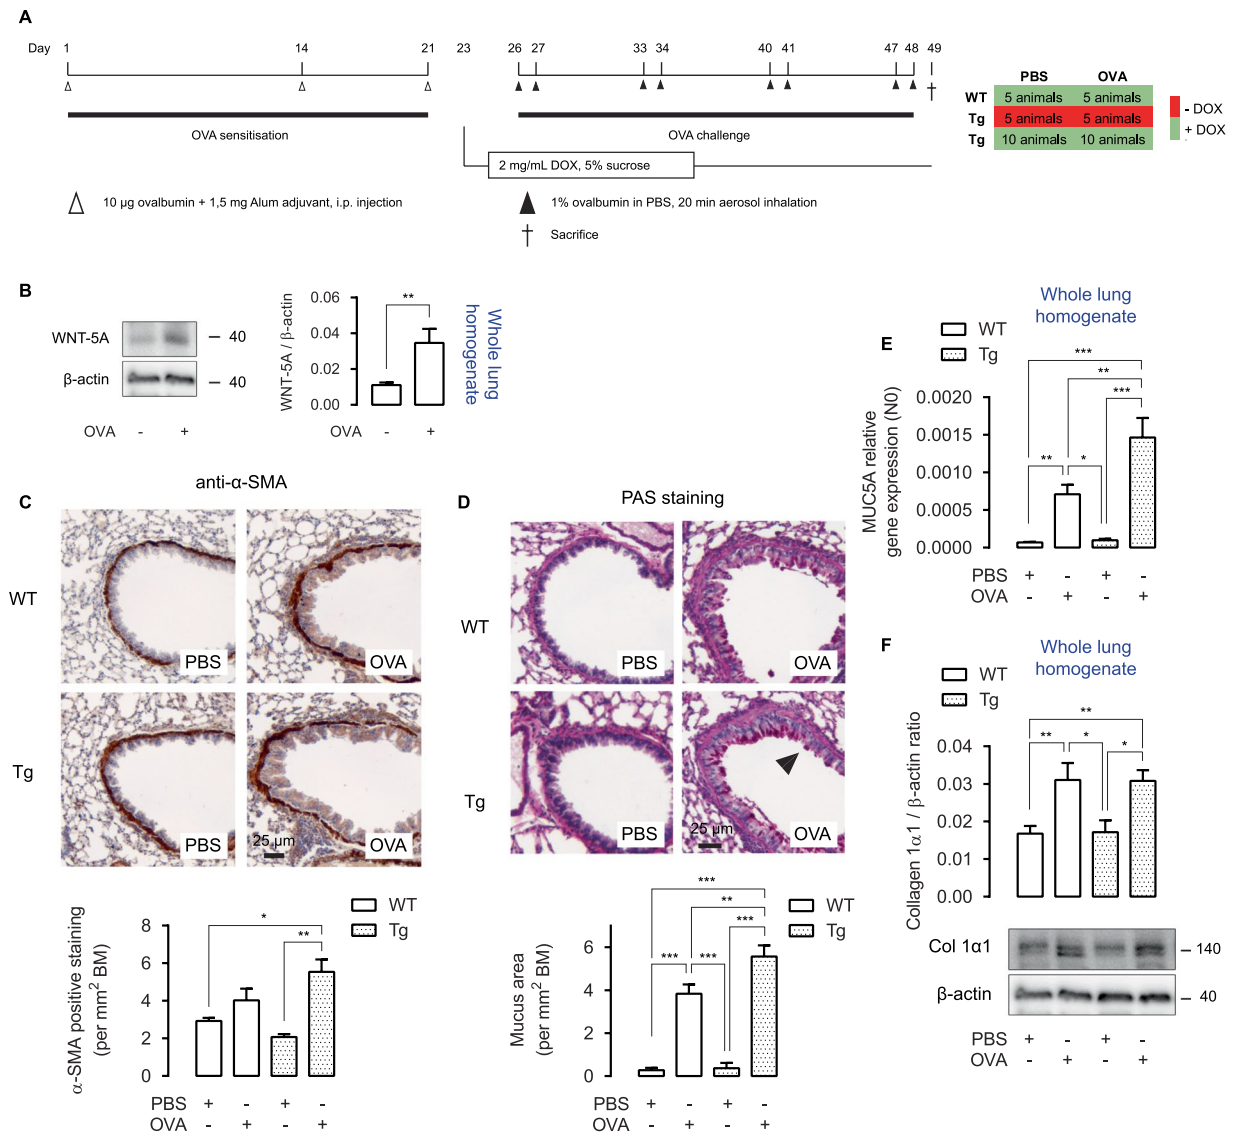 A
Day 1 14 21 23 26 27 33 34 40 41 47 48 49
OVA sensitisation
OVA challenge
2 mg/mL DOX, 5% sucrose
10 µg ovalbumin + 1,5 mg Alum adjuvant, i.p. injection
1% ovalbumin in PBS, 20 min aerosol inhalation
† Sacrifice
PBS OVA
WT 5 animals 5 animals
Tg 5 animals 5 animals
Tg 10 animals 10 animals
- DOX
+ DOX
B
WNT-5A – 40
β-actin – 40
OVA - +
WNT-5A / β-actin
0.06
0.04
0.02
0.00
**
OVA - +
Whole lung
homogenate
C
anti-α-SMA
WT
PBS
OVA
Tg
PBS
25 µm
OVA
α-SMA positive staining
(per mm² BM)
8
6
4
2
0
*
**
WT
Tg
PBS + - + -
OVA - + - +
D
PAS staining
WT
PBS
OVA
Tg
PBS
25 µm
OVA
Mucus area
(per mm² BM)
6
4
2
0
***
**
***
*** ***
WT
Tg
PBS + - + -
OVA - + - +
E
Whole lung
homogenate
WT
Tg
MUC5A relative
gene expression (N0)
0.0020
0.0015
0.0010
0.0005
0.0000
***
**
***
** *
PBS + - + -
OVA - + - +
F
Whole lung
homogenate
WT
Tg
Collagen 1α1 / β-actin ratio
0.04
0.03
0.02
0.01
0.00
**
** * *
Col 1α1 – 140
β-actin – 40
PBS + - + -
OVA - + - +